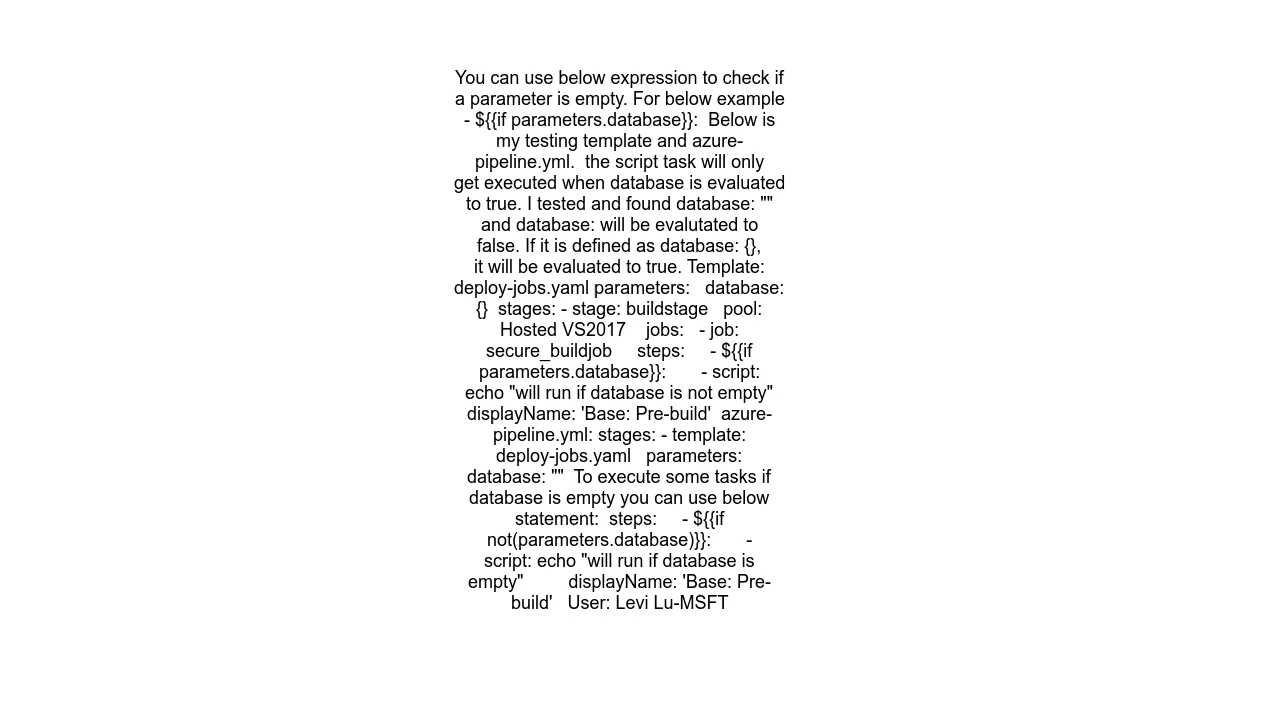 You can use below expression to check if
a parameter is empty. For below example
- ${{if parameters.database}}:  Below is
my testing template and azure-
pipeline.yml.  the script task will only
get executed when database is evaluated
to true. I tested and found database: ""
and database: will be evalutated to
false. If it is defined as database: {},
it will be evaluated to true. Template:
deploy-jobs.yaml parameters:   database:
{}  stages: - stage: buildstage   pool:
Hosted VS2017    jobs:   - job:
secure_buildjob     steps:     - ${{if
parameters.database}}:       - script:
echo "will run if database is not empty"
displayName: 'Base: Pre-build'  azure-
pipeline.yml: stages: - template:
deploy-jobs.yaml   parameters:
database: ""  To execute some tasks if
database is empty you can use below
statement:  steps:     - ${{if
not(parameters.database)}}:       -
script: echo "will run if database is
empty"         displayName: 'Base: Pre-
build'   User: Levi Lu-MSFT